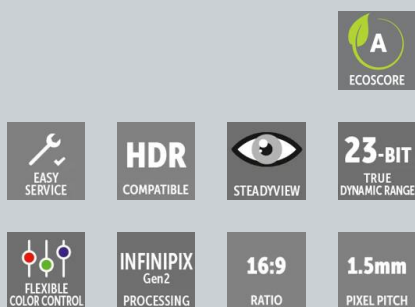 A
ECOSCORE
EASY
SERVICE
HDR
COMPATIBLE
STEADYVIEW
23-BIT
TRUE
DYNAMIC RANGE
FLEXIBLE
COLOR CONTROL
INFINIPIX
Gen2
PROCESSING
16:9
RATIO
1.5mm
PIXEL PITCH